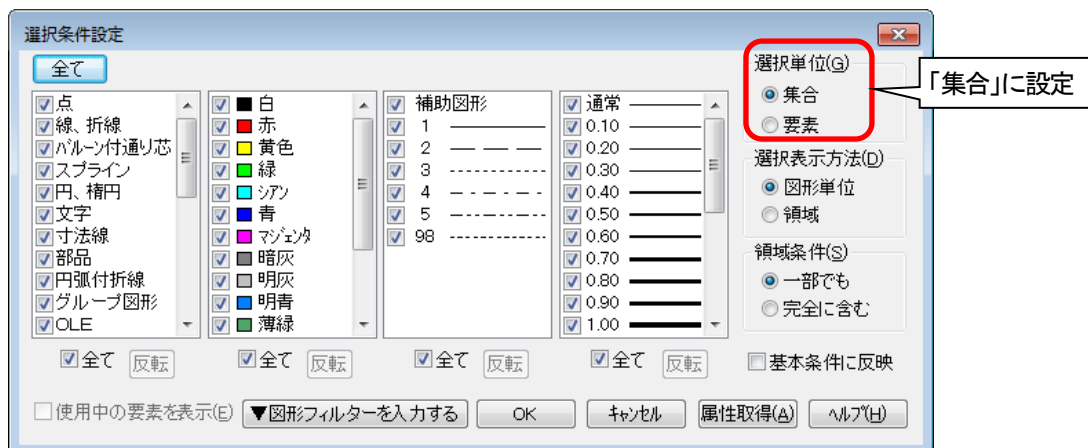 選択条件設定
全て
点
線、折線
バルーン付通り芯
スプライン
円、楕円
文字
寸法線
部品
円弧付折線
グループ図形
OLE
全て 反転
白
赤
黄色
緑
シアン
青
マジェンタ
暗灰
明灰
明青
薄緑
全て 反転
補助図形
1
2
3
4
5
98
全て 反転
通常
0.10
0.20
0.30
0.40
0.50
0.60
0.70
0.80
0.90
1.00
全て 反転
選択単位(G)
集合
要素
「集合」に設定
選択表示方法(D)
図形単位
領域
領域条件(S)
一部でも
完全に含む
基本条件に反映
使用中の要素を表示(E) ▼図形フィルターを入力する OK キャンセル 属性取得(A) ヘルプ(H)